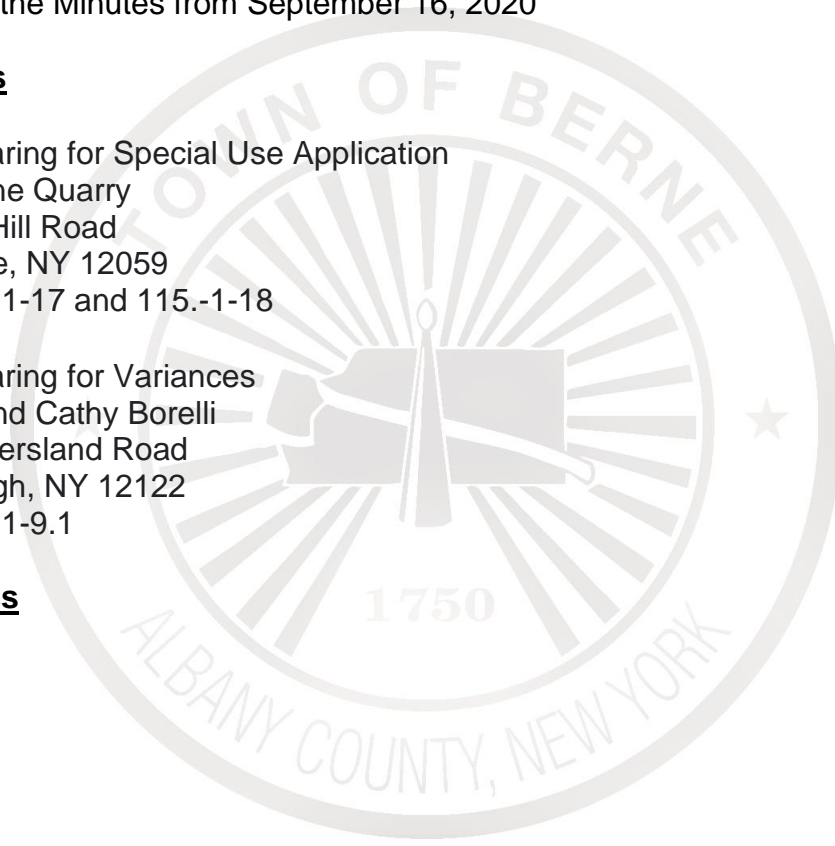 the Minutes from September 16, 2020
s
aring for Special Use Application
ne Quarry
Hill Road
e, NY 12059
1-17 and 115.-1-18
aring for Variances
nd Cathy Borelli
ersland Road
gh, NY 12122
1-9.1
s
TOWN OF BERNE
1750
ALBANY COUNTY, NEW YORK